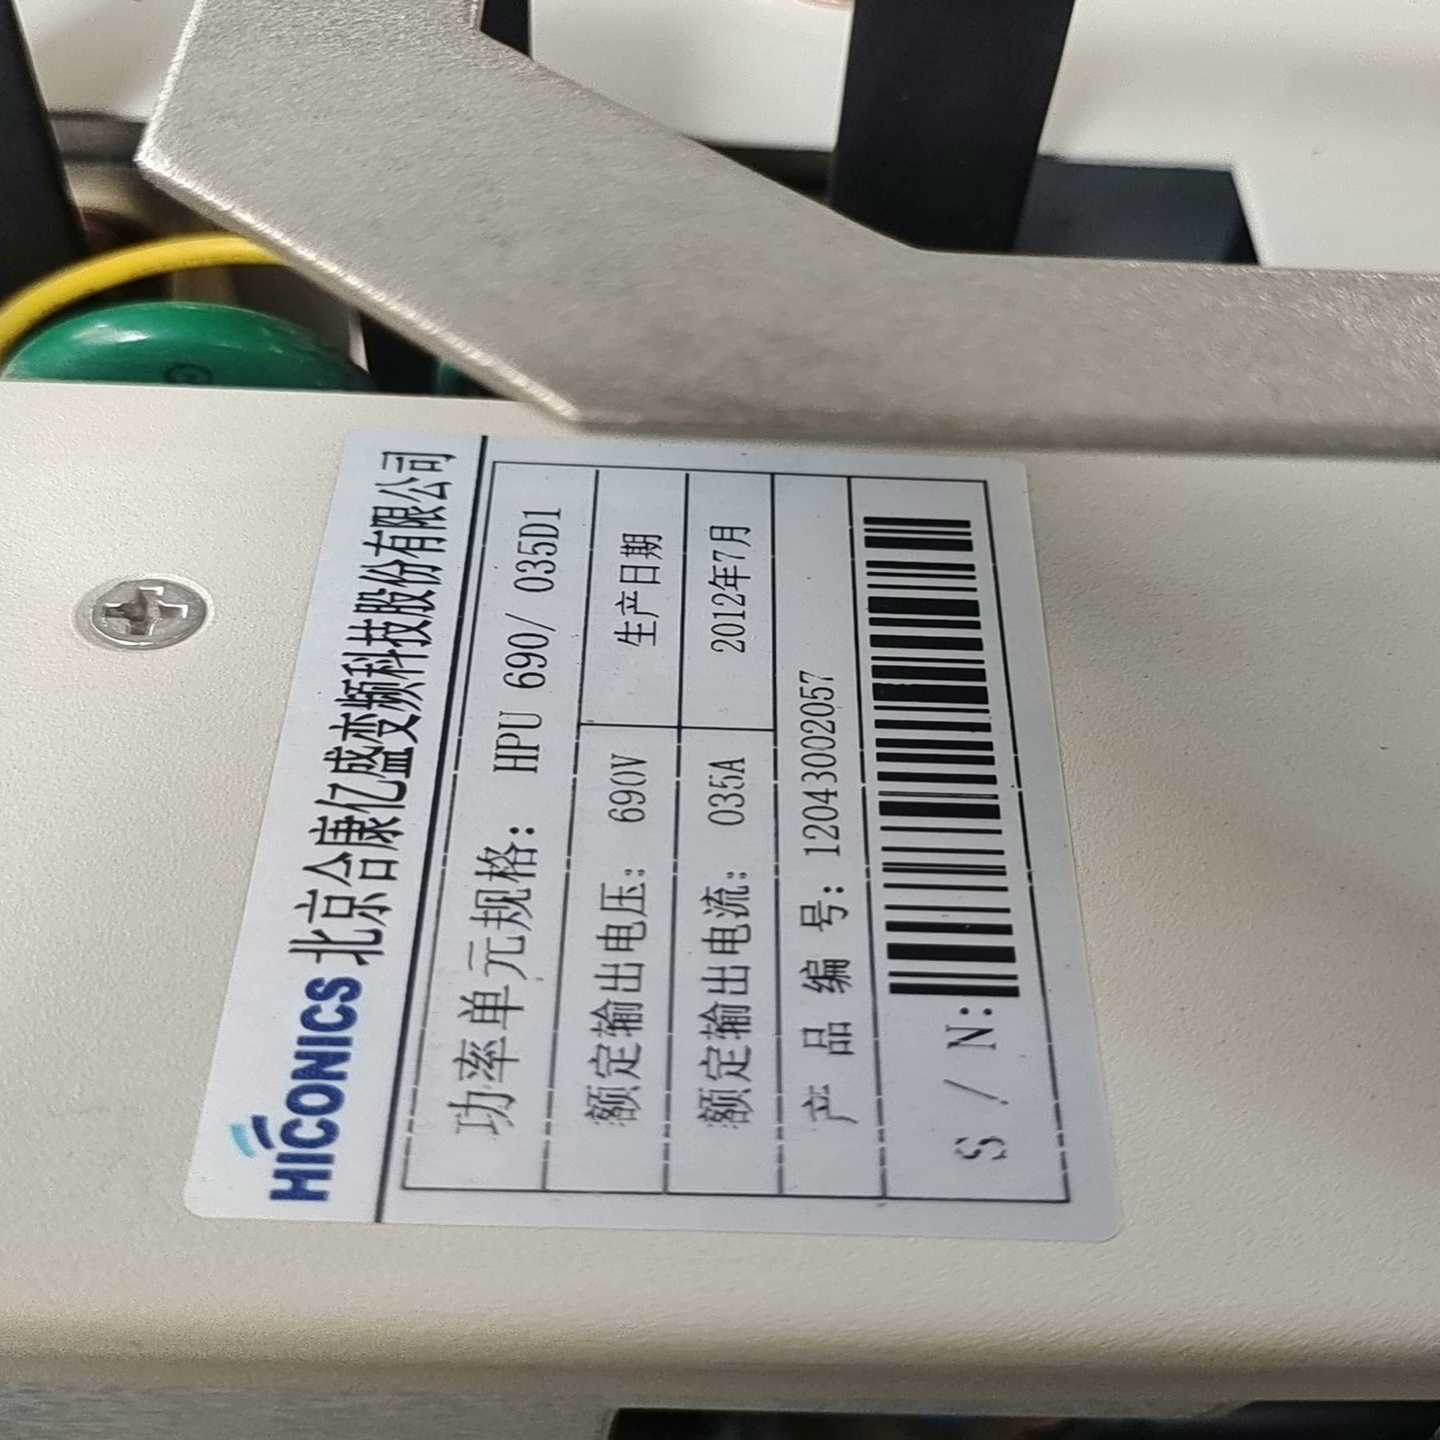 HICONICS 北京合康亿盛变频科技股份有限公司
功率单元规格: HPU 690/ 035D1
额定输出电压: 690V 生产日期
额定输出电流: 035A 2012年7月
产品编号: 12043002057
S / N: